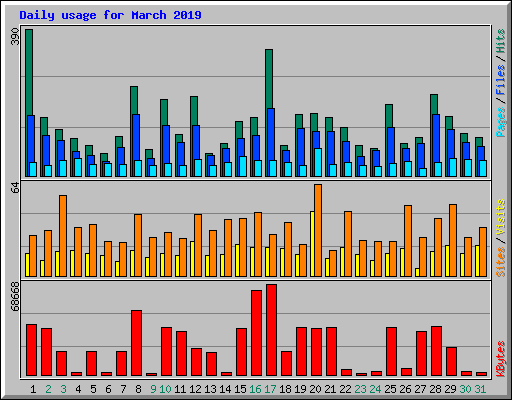 Daily usage for March 2019
390
Pages / Files / Hits
64
Sites / Visits
68668
KBytes
1 2 3 4 5 6 7 8 9 10 11 12 13 14 15 16 17 18 19 20 21 22 23 24 25 26 27 28 29 30 31